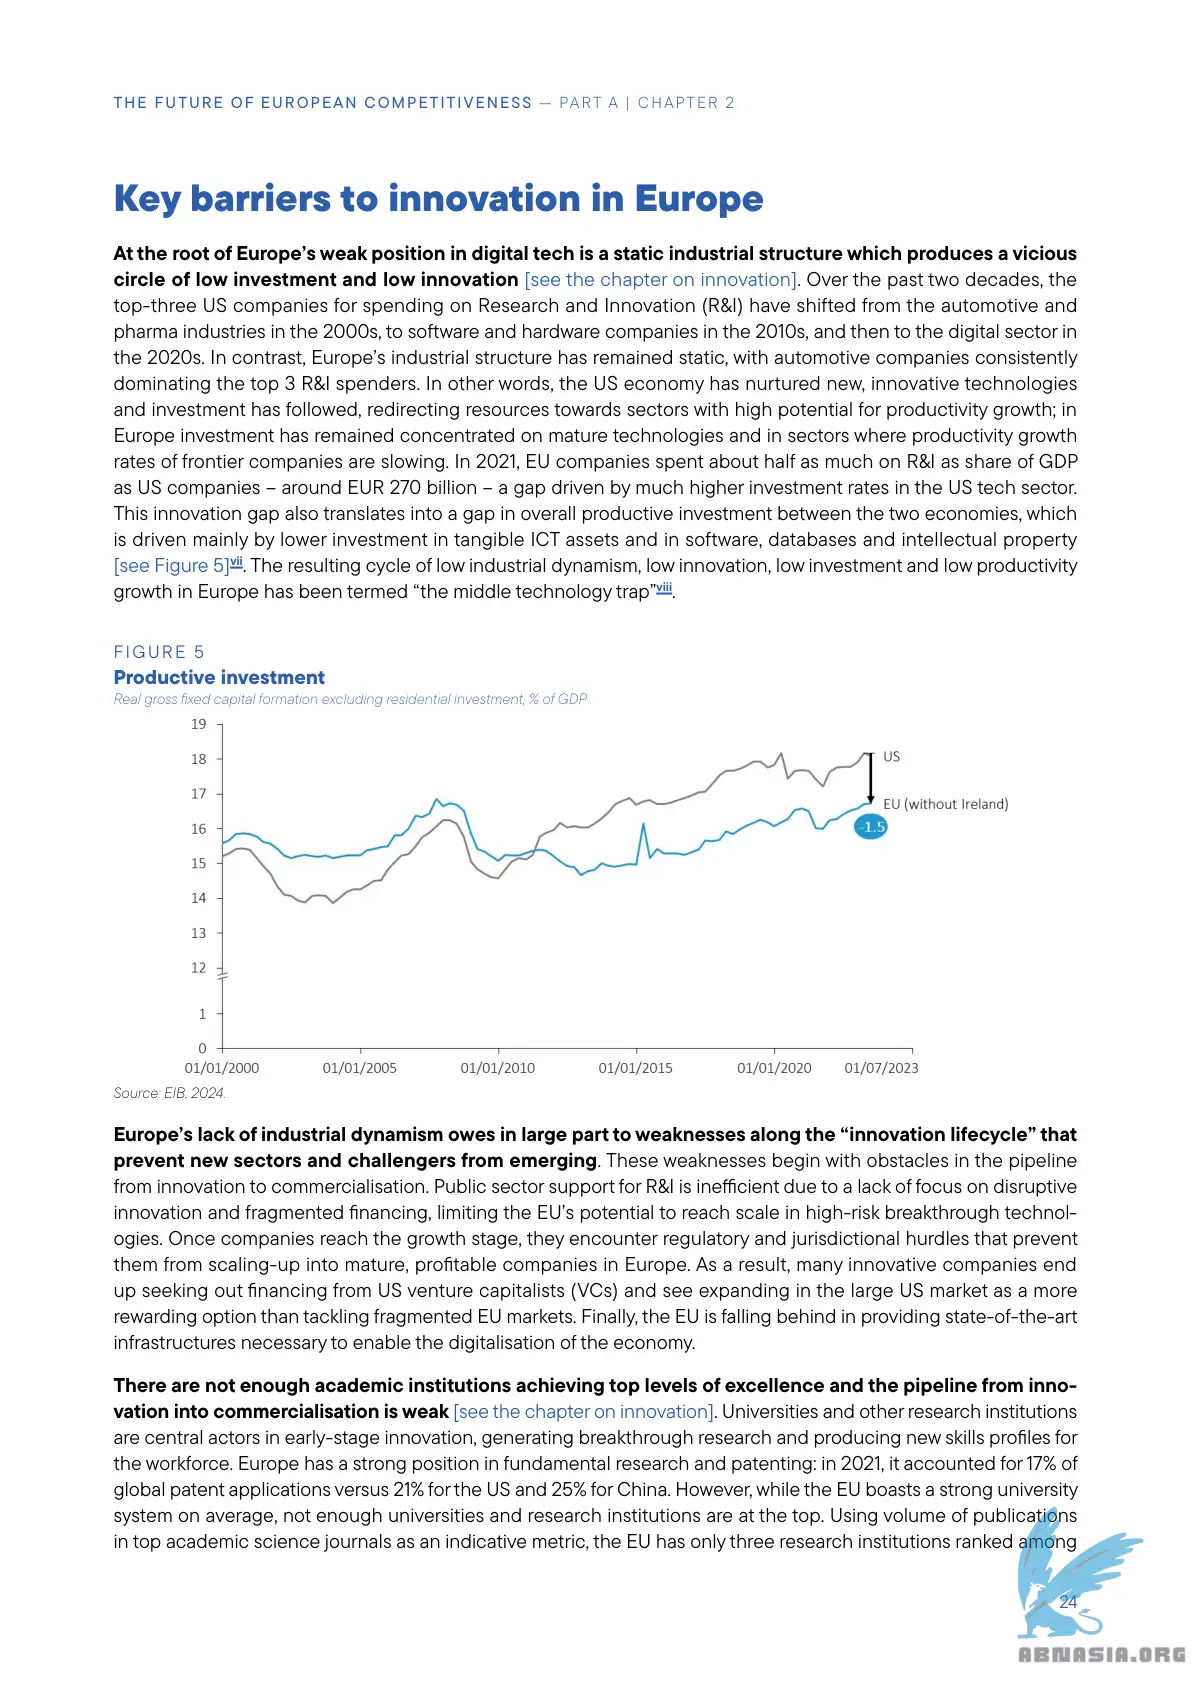 THE FUTURE OF EUROPEAN COMPETITIVENESS — PART A | CHAPTER 2
Key barriers to innovation in Europe
At the root of Europe’s weak position in digital tech is a static industrial structure which produces a vicious
circle of low investment and low innovation [see the chapter on innovation]. Over the past two decades, the
top-three US companies for spending on Research and Innovation (R&I) have shifted from the automotive and
pharma industries in the 2000s, to software and hardware companies in the 2010s, and then to the digital sector in
the 2020s. In contrast, Europe’s industrial structure has remained static, with automotive companies consistently
dominating the top 3 R&I spenders. In other words, the US economy has nurtured new, innovative technologies
and investment has followed, redirecting resources towards sectors with high potential for productivity growth; in
Europe investment has remained concentrated on mature technologies and in sectors where productivity growth
rates of frontier companies are slowing. In 2021, EU companies spent about half as much on R&I as share of GDP
as US companies – around EUR 270 billion – a gap driven by much higher investment rates in the US tech sector.
This innovation gap also translates into a gap in overall productive investment between the two economies, which
is driven mainly by lower investment in tangible ICT assets and in software, databases and intellectual property
[see Figure 5]vii. The resulting cycle of low industrial dynamism, low innovation, low investment and low productivity
growth in Europe has been termed “the middle technology trap”viii.
FIGURE 5
Productive investment
Real gross fixed capital formation excluding residential investment, % of GDP
19
18
17
16
15
14
13
12
1
0
US
EU (without Ireland)
-1.5
01/01/2000 01/01/2005 01/01/2010 01/01/2015 01/01/2020 01/07/2023
Source: EIB, 2024.
Europe’s lack of industrial dynamism owes in large part to weaknesses along the “innovation lifecycle” that
prevent new sectors and challengers from emerging. These weaknesses begin with obstacles in the pipeline
from innovation to commercialisation. Public sector support for R&I is inefficient due to a lack of focus on disruptive
innovation and fragmented financing, limiting the EU’s potential to reach scale in high-risk breakthrough technol-
ogies. Once companies reach the growth stage, they encounter regulatory and jurisdictional hurdles that prevent
them from scaling-up into mature, profitable companies in Europe. As a result, many innovative companies end
up seeking out financing from US venture capitalists (VCs) and see expanding in the large US market as a more
rewarding option than tackling fragmented EU markets. Finally, the EU is falling behind in providing state-of-the-art
infrastructures necessary to enable the digitalisation of the economy.
There are not enough academic institutions achieving top levels of excellence and the pipeline from inno-
vation into commercialisation is weak [see the chapter on innovation]. Universities and other research institutions
are central actors in early-stage innovation, generating breakthrough research and producing new skills profiles for
the workforce. Europe has a strong position in fundamental research and patenting: in 2021, it accounted for 17% of
global patent applications versus 21% for the US and 25% for China. However, while the EU boasts a strong university
system on average, not enough universities and research institutions are at the top. Using volume of publications
in top academic science journals as an indicative metric, the EU has only three research institutions ranked among
24
ABNASIA.ORG